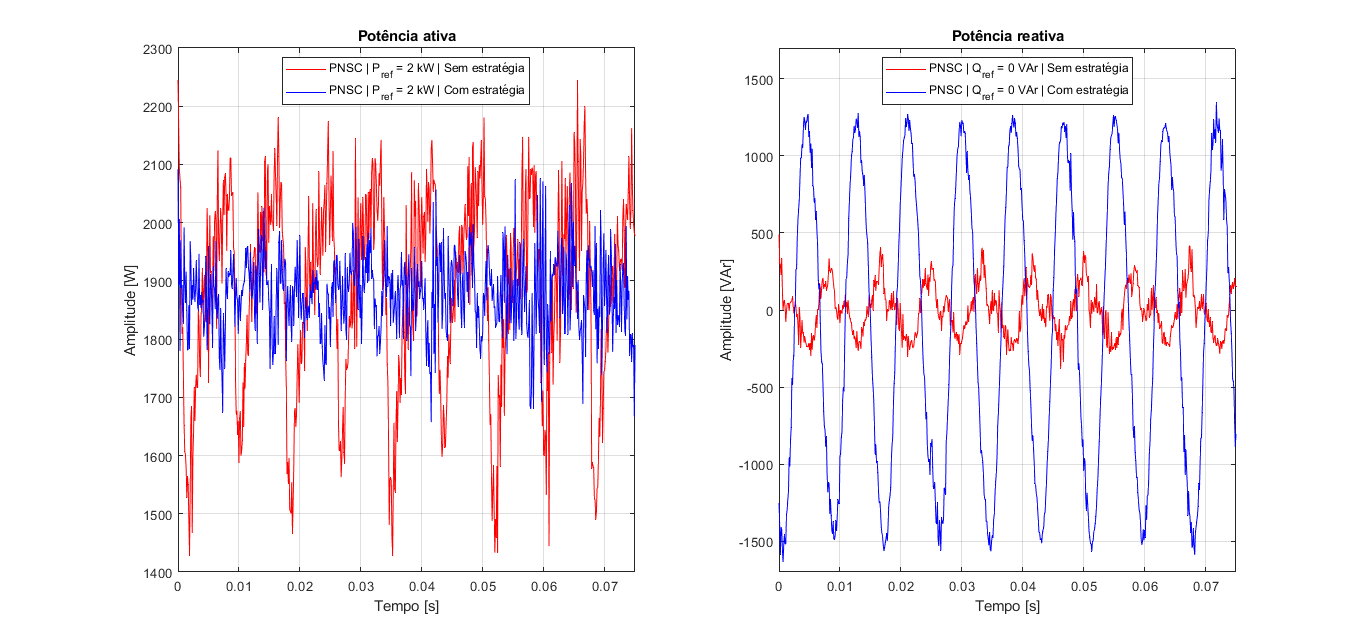 Potência ativa
PNSC | P_ref = 2 kW | Sem estratégia
PNSC | P_ref = 2 kW | Com estratégia
2300
2200
2100
2000
1900
1800
1700
1600
1500
1400
Amplitude [W]
0 0.01 0.02 0.03 0.04 0.05 0.06 0.07
Tempo [s]
Potência reativa
PNSC | Q_ref = 0 VAr | Sem estratégia
PNSC | Q_ref = 0 VAr | Com estratégia
1500
1000
500
0
-500
-1000
-1500
Amplitude [VAr]
0 0.01 0.02 0.03 0.04 0.05 0.06 0.07
Tempo [s]